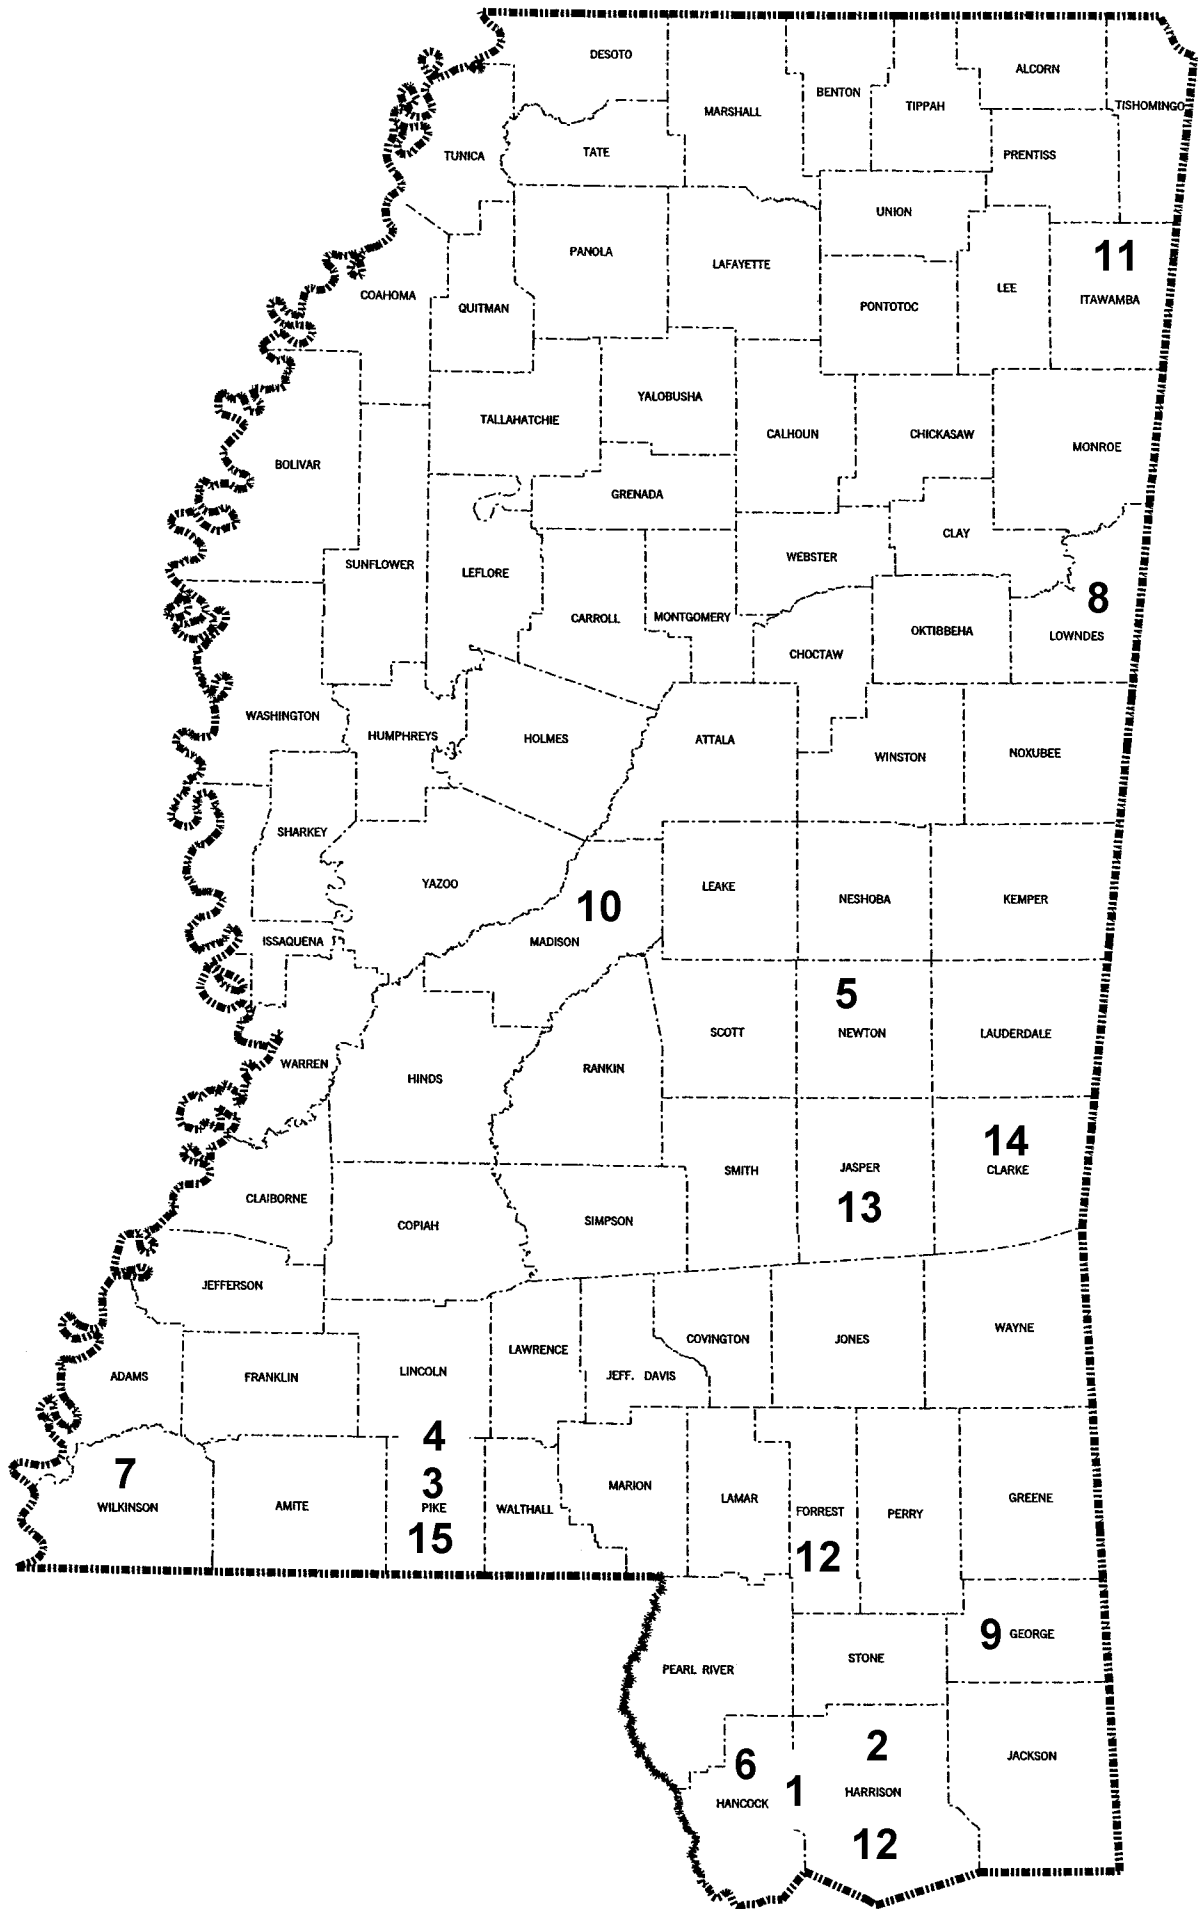 DESOTO
ALCORN
BENTON
TIPPAH
TISHOMINGO
MARSHALL
TUNICA
TATE
PRENTISS
UNION
PANOLA
LAFAYETTE
11
COAHOMA
QUITMAN
PONTOTOC
LEE
ITAWAMBA
YALOBUSHA
TALLAHATCHIE
CALHOUN
CHICKASAW
MONROE
BOLIVAR
GRENADA
CLAY
SUNFLOWER
LEFLORE
WEBSTER
8
CARROLL
MONTGOMERY
OKTIBBEHA
LOWNDES
CHOCTAW
WASHINGTON
HUMPHREYS
HOLMES
ATTALA
WINSTON
NOXUBEE
SHARKEY
YAZOO
LEAKE
NESHOBA
KEMPER
10
ISSAQUENA
MADISON
5
SCOTT
NEWTON
LAUDERDALE
WARREN
HINDS
RANKIN
14
SMITH
JASPER
CLARKE
CLAIBORNE
13
COPIAH
SIMPSON
JEFFERSON
COVINGTON
JONES
WAYNE
LAWRENCE
ADAMS
FRANKLIN
LINCOLN
JEFF. DAVIS
4
7
3
MARION
LAMAR
GREENE
WILKINSON
AMITE
PIKE
WALTHALL
FORREST
PERRY
15
12
9 GEORGE
PEARL RIVER
STONE
2
JACKSON
6
1
HANCOCK
HARRISON
12